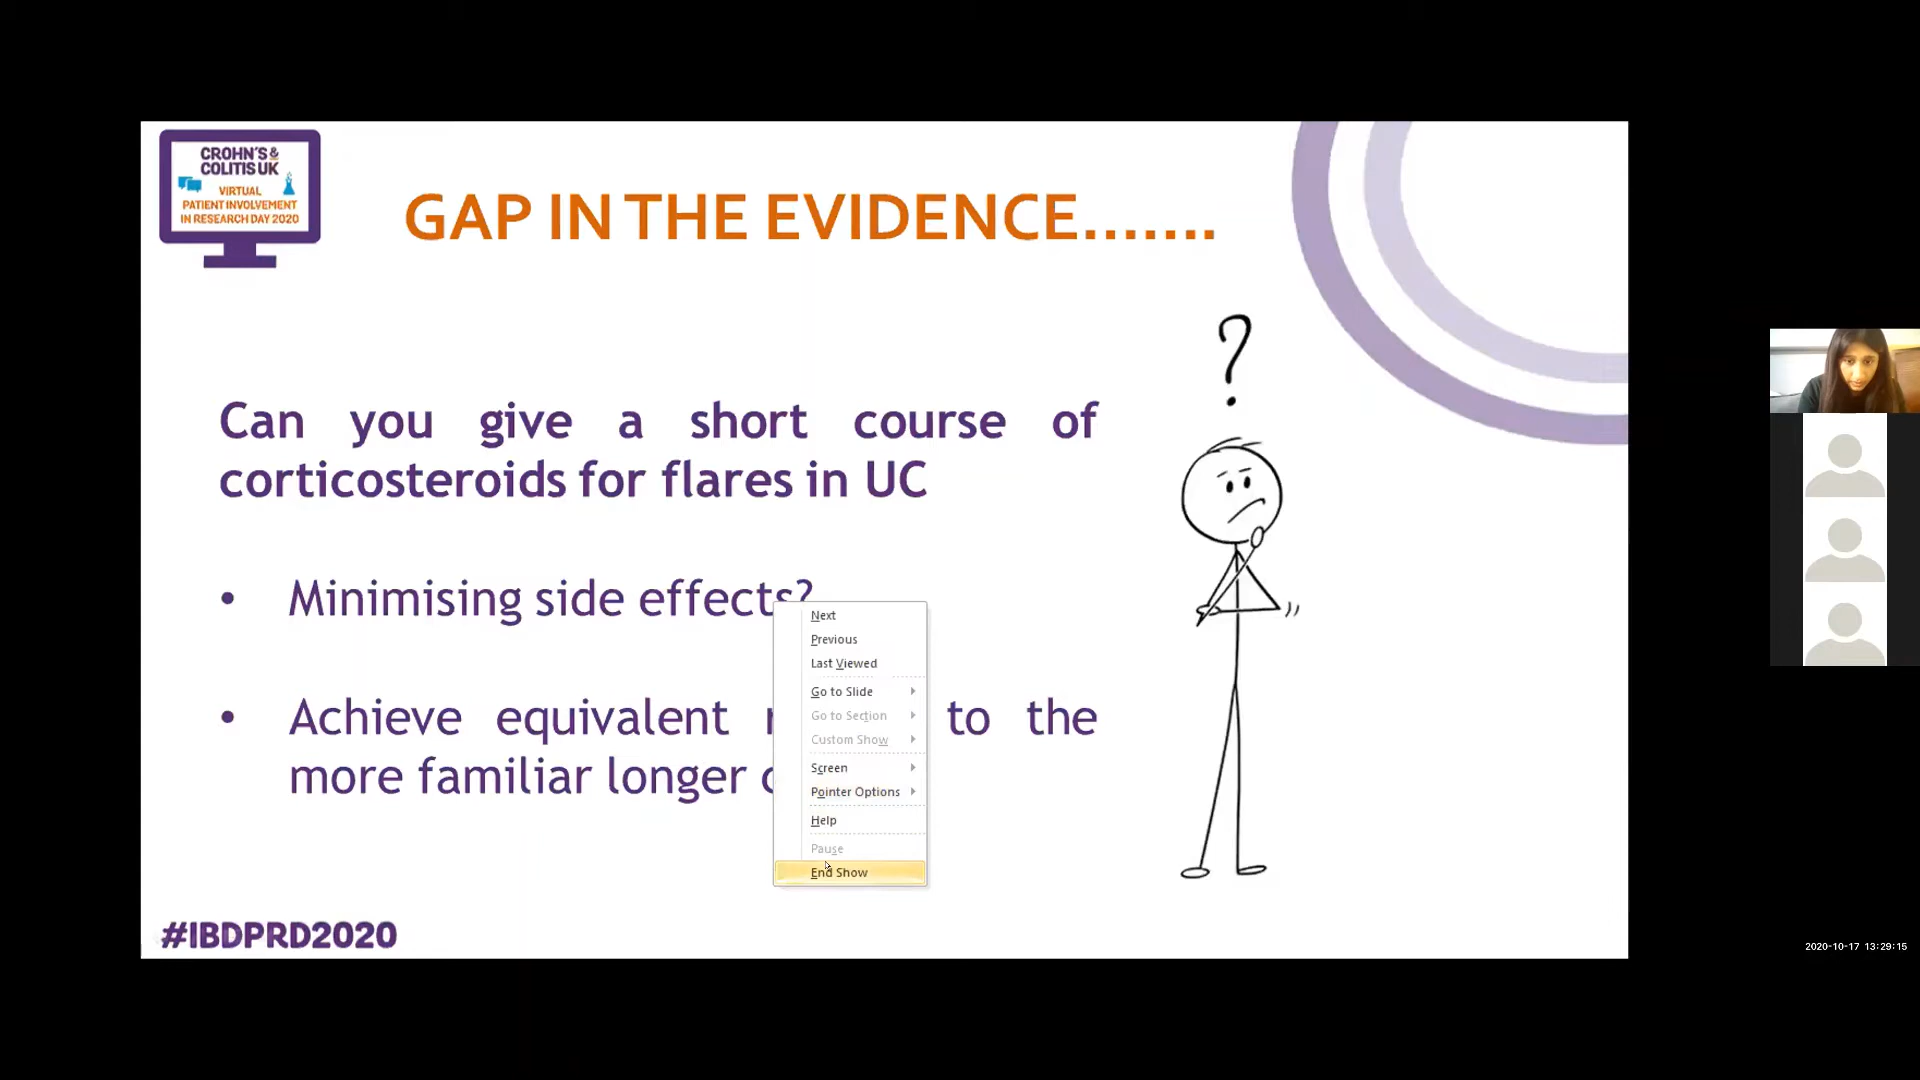 CROHN'S &
COLITIS UK
VIRTUAL
PATIENT INVOLVEMENT
IN RESEARCH DAY 2020
GAP IN THE EVIDENCE.......
?
Can you give a short course of
corticosteroids for flares in UC
• Minimising side effects?
• Achieve equivalent to the
more familiar longer
Next
Previous
Last Viewed
Go to Slide
Go to Section
Custom Show
Screen
Pointer Options
Help
Pause
End Show
#IBDPRD2020
2020-10-17 13:29:15